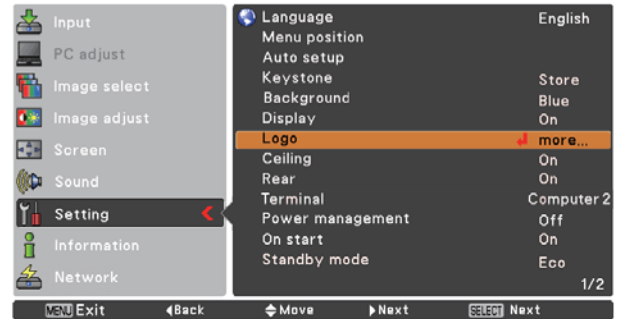 Input
PC adjust
Image select
Image adjust
Screen
Sound
Setting
Information
Network
Language English
Menu position
Auto setup
Keystone Store
Background Blue
Display On
Logo more...
Ceiling On
Rear On
Terminal Computer 2
Power management Off
On start On
Standby mode Eco
1/2
MENU Exit Back Move Next SELECT Next